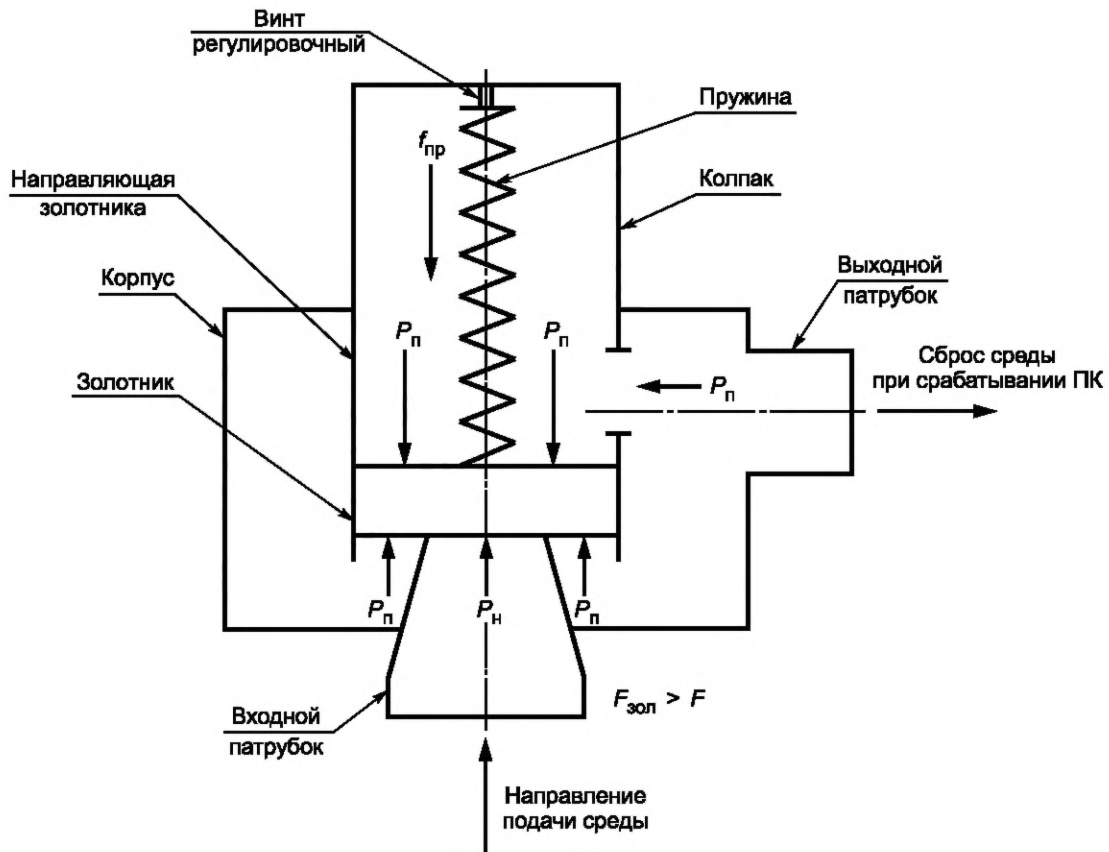 Винт
регулировочный
Пружина
fпр
Направляющая
золотника
Колпак
Корпус
Выходной
патрубок
Pп
Pп
Сброс среды
при срабатывании ПК
Pп
Золотник
Pп
Pн
Pп
Fзол > F
Входной
патрубок
Направление
подачи среды